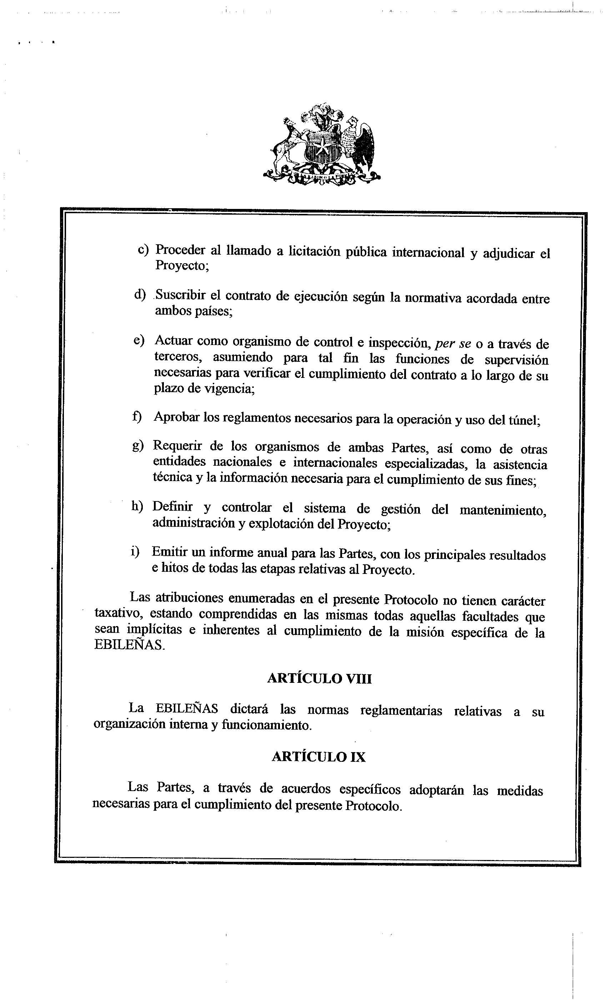 c) Proceder al llamado a licitación pública internacional y adjudicar el
Proyecto;
d) Suscribir el contrato de ejecución según la normativa acordada entre
ambos países;
e) Actuar como organismo de control e inspección, per se o a través de
terceros, asumiendo para tal fin las funciones de supervisión
necesarias para verificar el cumplimiento del contrato a lo largo de su
plazo de vigencia;
f) Aprobar los reglamentos necesarios para la operación y uso del túnel;
g) Requerir de los organismos de ambas Partes, así como de otras
entidades nacionales e internacionales especializadas, la asistencia
técnica y la información necesaria para el cumplimiento de sus fines;
h) Definir y controlar el sistema de gestión del mantenimiento,
administración y explotación del Proyecto;
i) Emitir un informe anual para las Partes, con los principales resultados
e hitos de todas las etapas relativas al Proyecto.
Las atribuciones enumeradas en el presente Protocolo no tienen carácter
taxativo, estando comprendidas en las mismas todas aquellas facultades que
sean implícitas e inherentes al cumplimiento de la misión específica de la
EBILEÑAS.
ARTÍCULO VIII
La EBILEÑAS dictará las normas reglamentarias relativas a su
organización interna y funcionamiento.
ARTÍCULO IX
Las Partes, a través de acuerdos específicos adoptarán las medidas
necesarias para el cumplimiento del presente Protocolo.